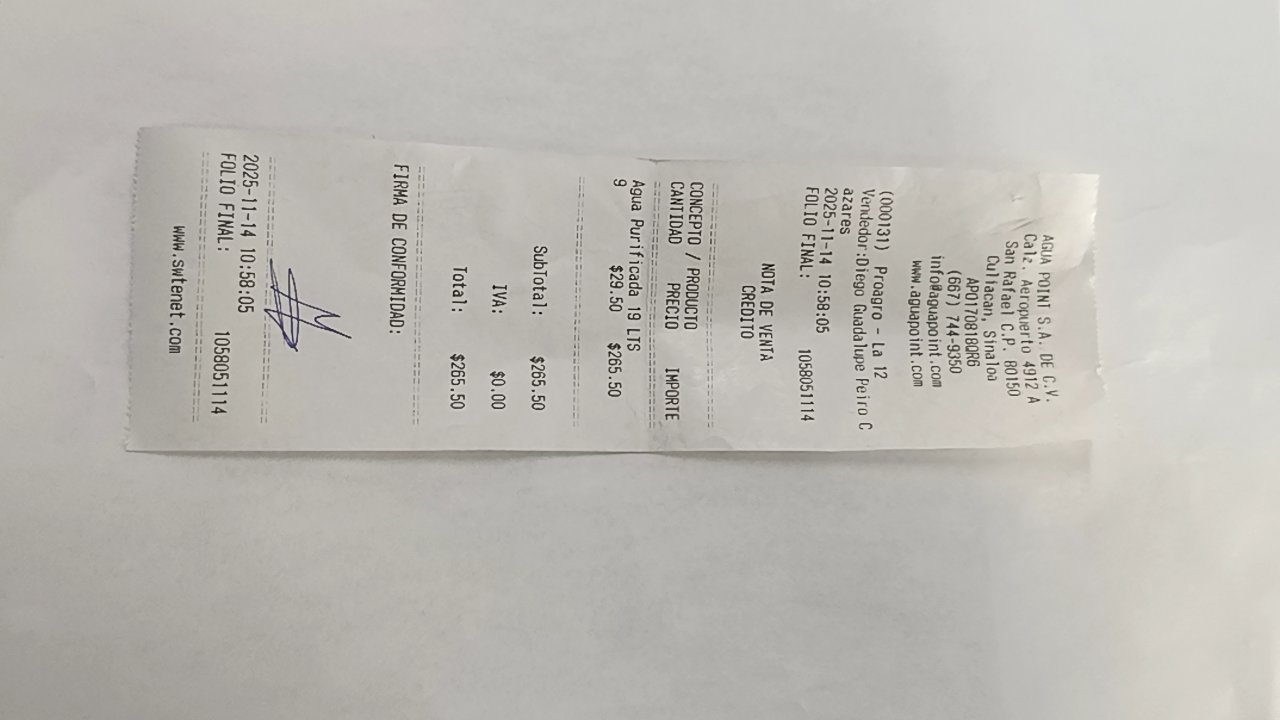 AGUA POINT S.A. DE C.V.
Calz. Aeropuerto 4912 A
San Rafael C.P. 80150
Culiacan, Sinaloa
APO170818QR6
(667) 744-9350
info@aguapoint.com
www.aguapoint.com
(000131) Proagro - La 12
Vendedor:Diego Guadalupe Peiro C
azares
2025-11-14 10:58:05
FOLIO FINAL: 1058051114
NOTA DE VENTA
CREDITO
CONCEPTO / PRODUCTO
CANTIDAD PRECIO IMPORTE
Agua Purificada 19 LTS
9 $29.50 $265.50
SubTotal: $265.50
IVA: $0.00
Total: $265.50
FIRMA DE CONFORMIDAD:
2025-11-14 10:58:05
FOLIO FINAL: 1058051114
www.swtenet.com